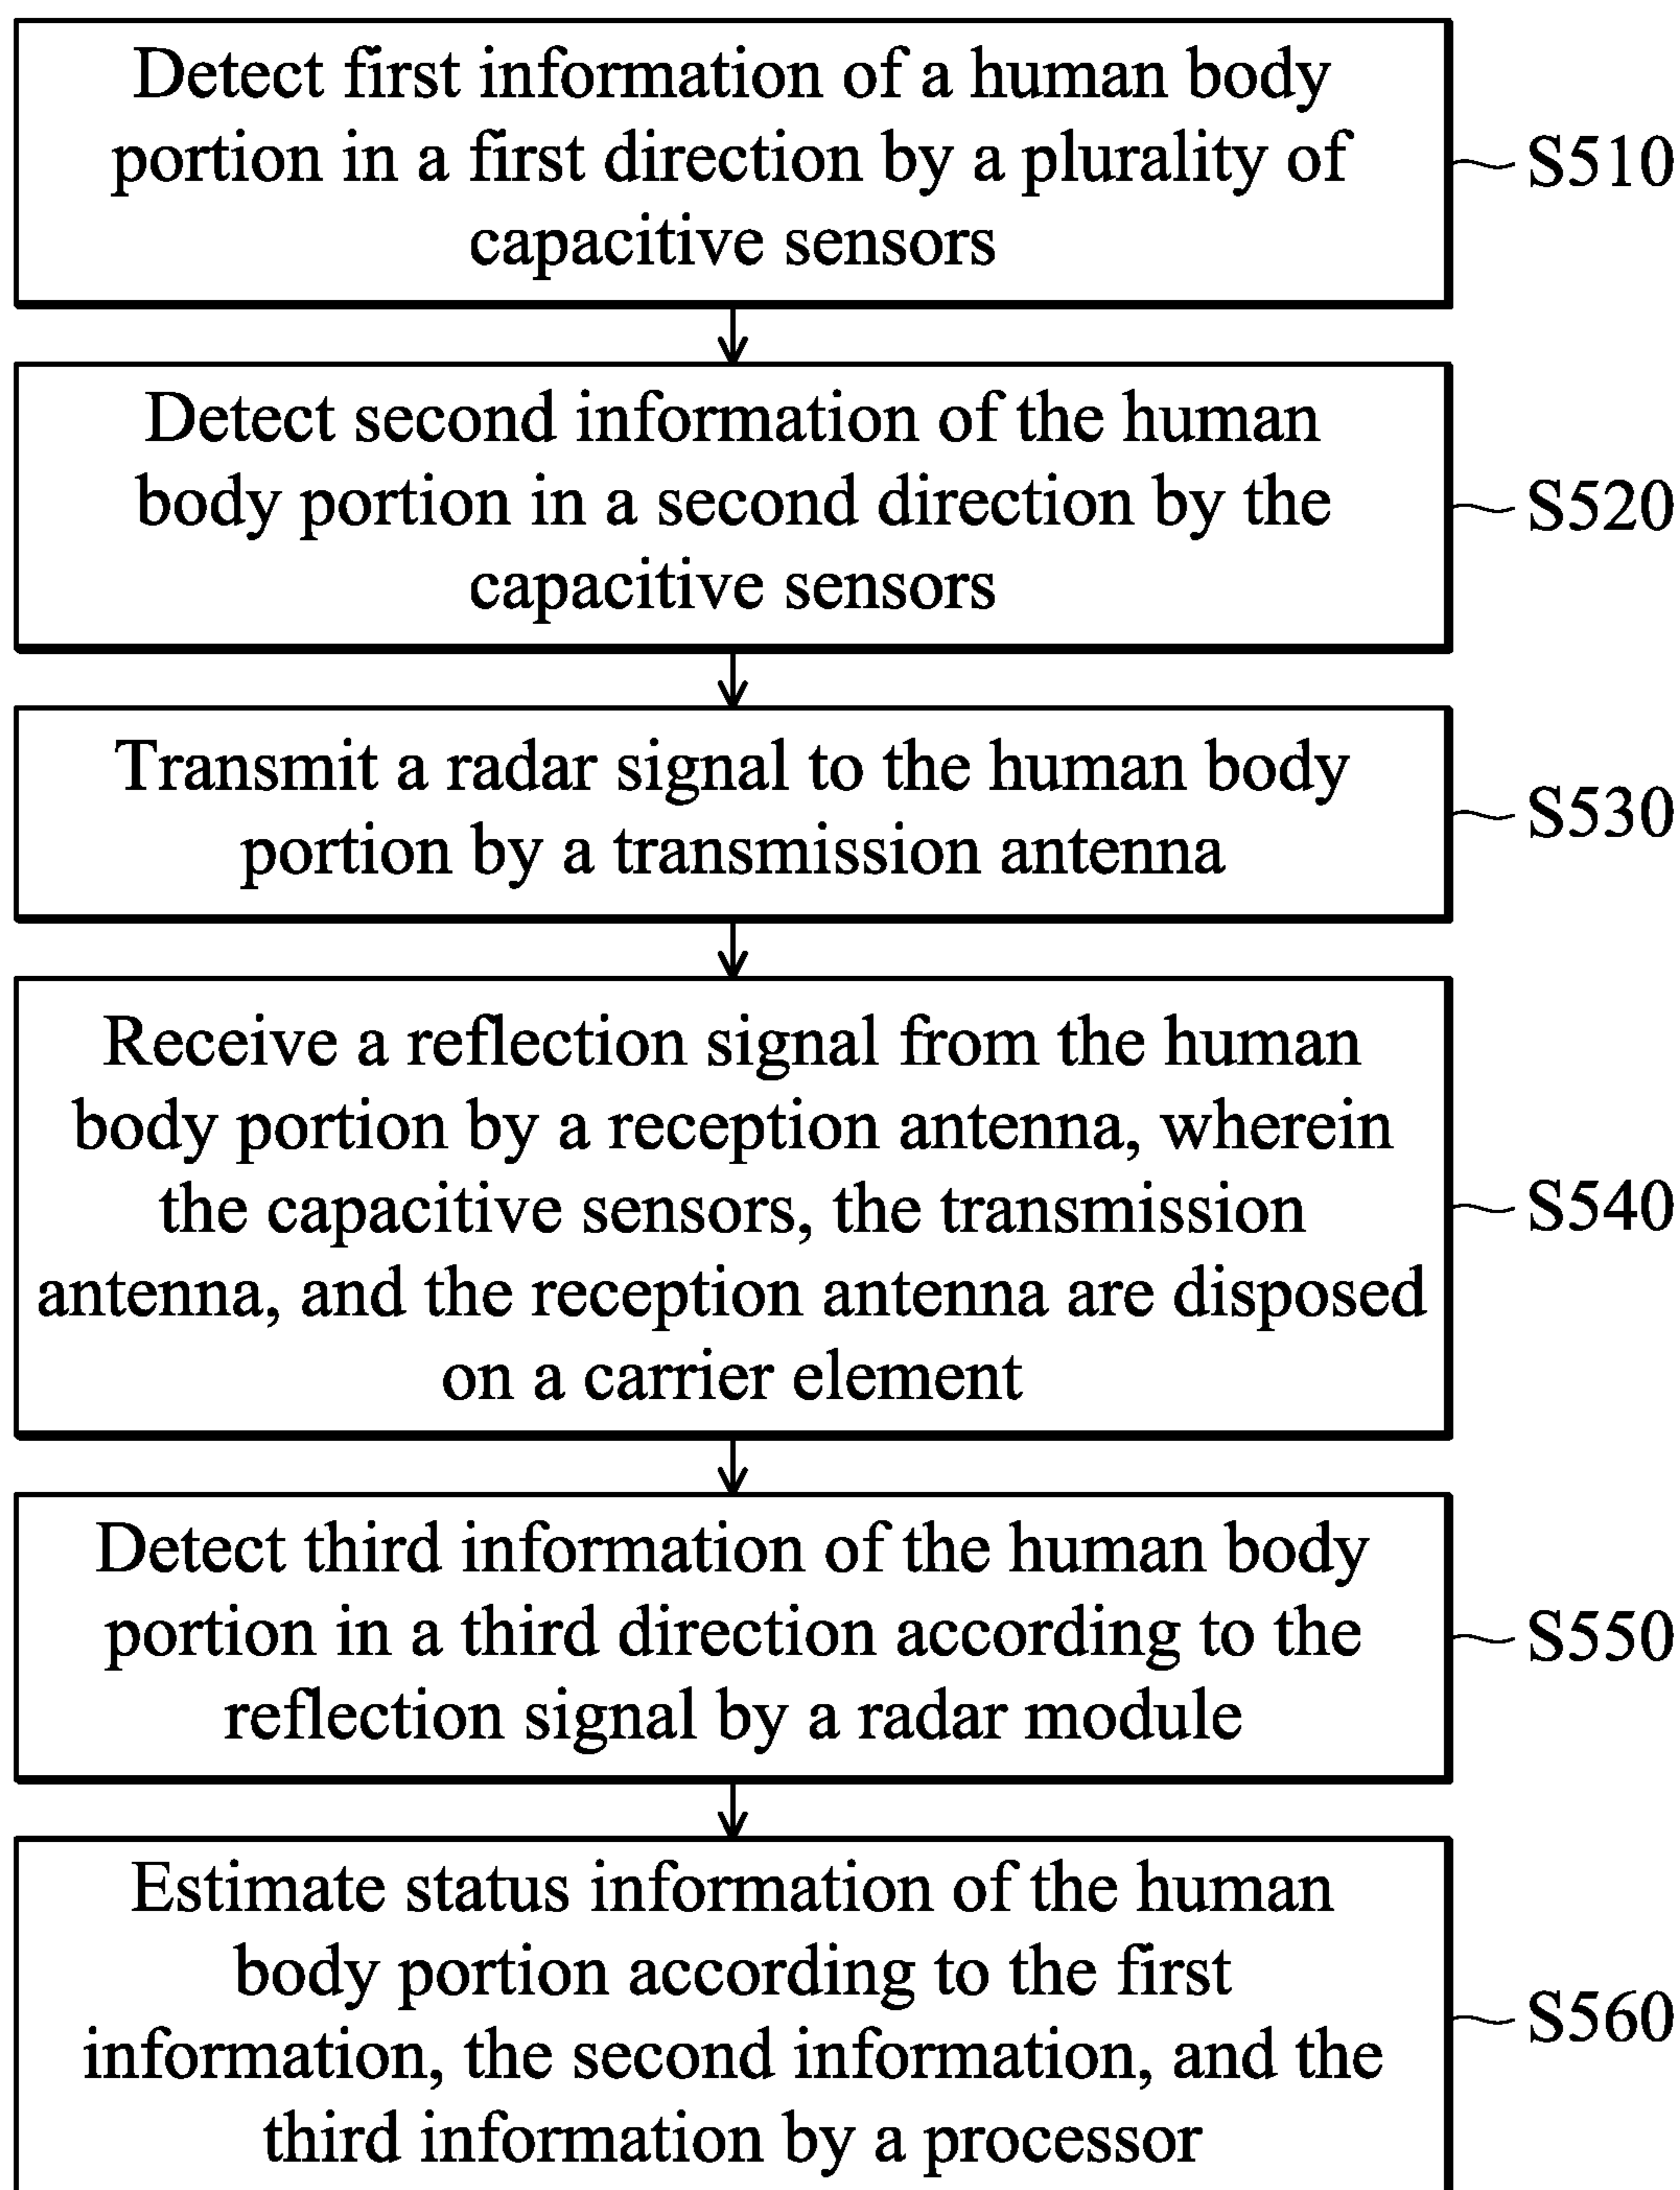 Detect first information of a human body
portion in a first direction by a plurality of
capacitive sensors
S510
Detect second information of the human
body portion in a second direction by the
capacitive sensors
S520
Transmit a radar signal to the human body
portion by a transmission antenna
S530
Receive a reflection signal from the human
body portion by a reception antenna, wherein
the capacitive sensors, the transmission
antenna, and the reception antenna are disposed
on a carrier element
S540
Detect third information of the human body
portion in a third direction according to the
reflection signal by a radar module
S550
Estimate status information of the human
body portion according to the first
information, the second information, and the
third information by a processor
S560